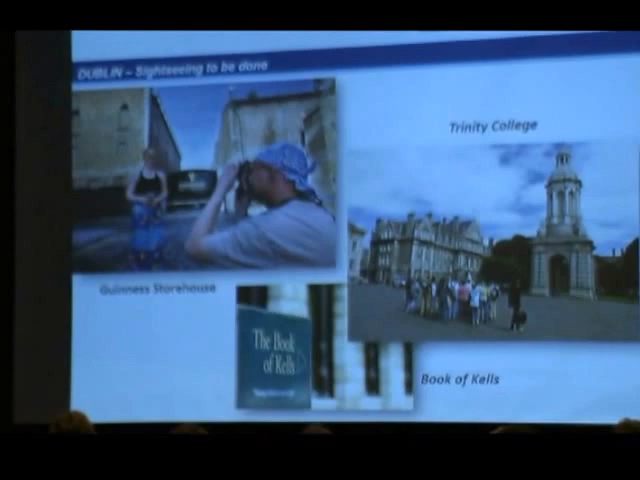 DUBLIN – Sightseeing to be done
Trinity College
Guinness Storehouse
The Book
of Kells
Book of Kells